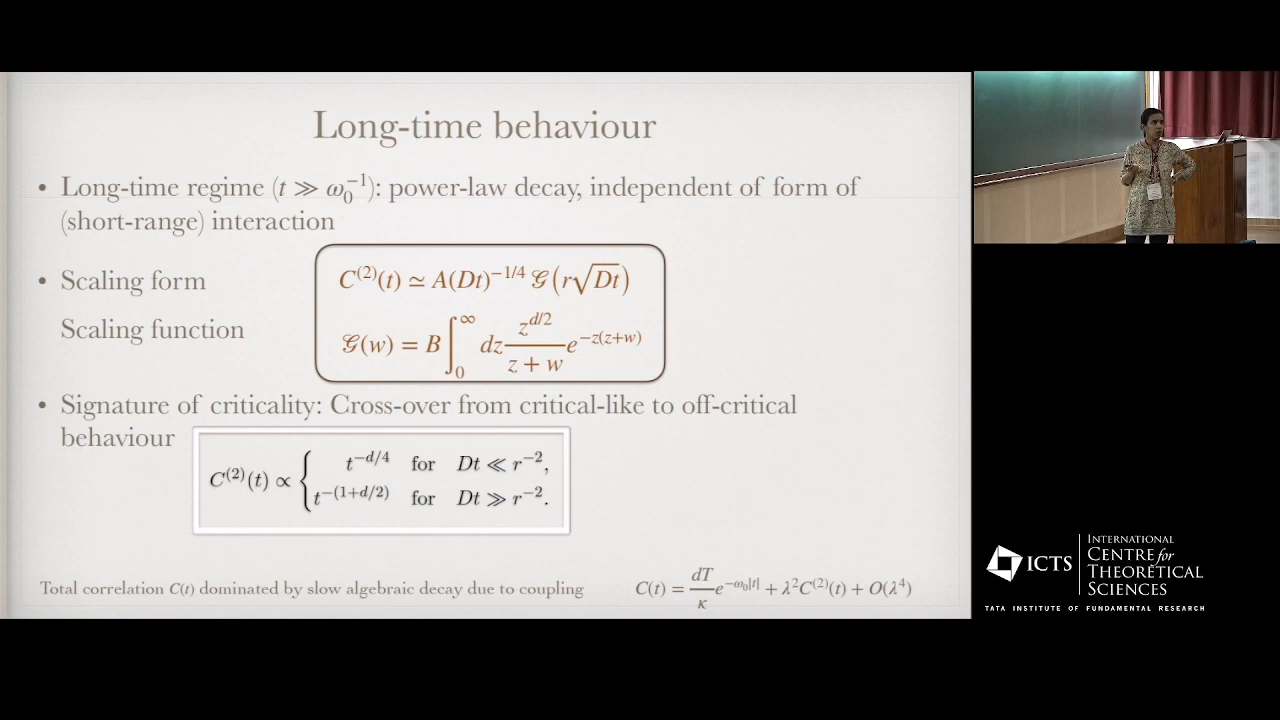 Long-time behaviour
• Long-time regime (t ≫ ω₀⁻¹): power-law decay, independent of form of
(short-range) interaction
• Scaling form
C⁽²⁾(t) ≃ A(Dt)^{−1/4} 𝒢(r√Dt)
Scaling function
𝒢(w) = B ∫₀^∞ dz z^{d/2}/(z + w) e^{−z(z+w)}
• Signature of criticality: Cross-over from critical-like to off-critical
behaviour
C⁽²⁾(t) ∝ { t^{−d/4} for Dt ≪ r⁻²,
t^{−(1+d/2)} for Dt ≫ r⁻².
Total correlation C(t) dominated by slow algebraic decay due to coupling
C(t) = dT/κ e^{−ω₀|t|} + λ²C⁽²⁾(t) + O(λ⁴)
ICTS
INTERNATIONAL
CENTRE for
THEORETICAL
SCIENCES
TATA INSTITUTE OF FUNDAMENTAL RESEARCH